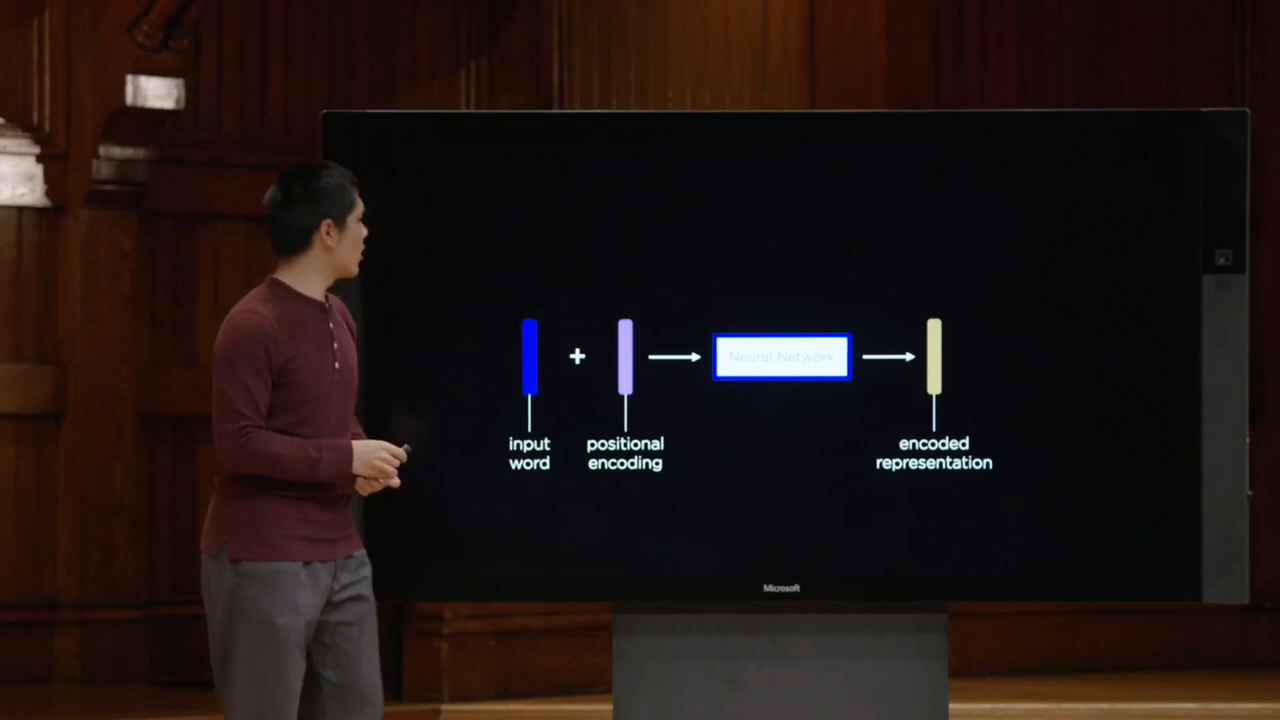 +
Neural Network
input
word
positional
encoding
encoded
representation
Microsoft